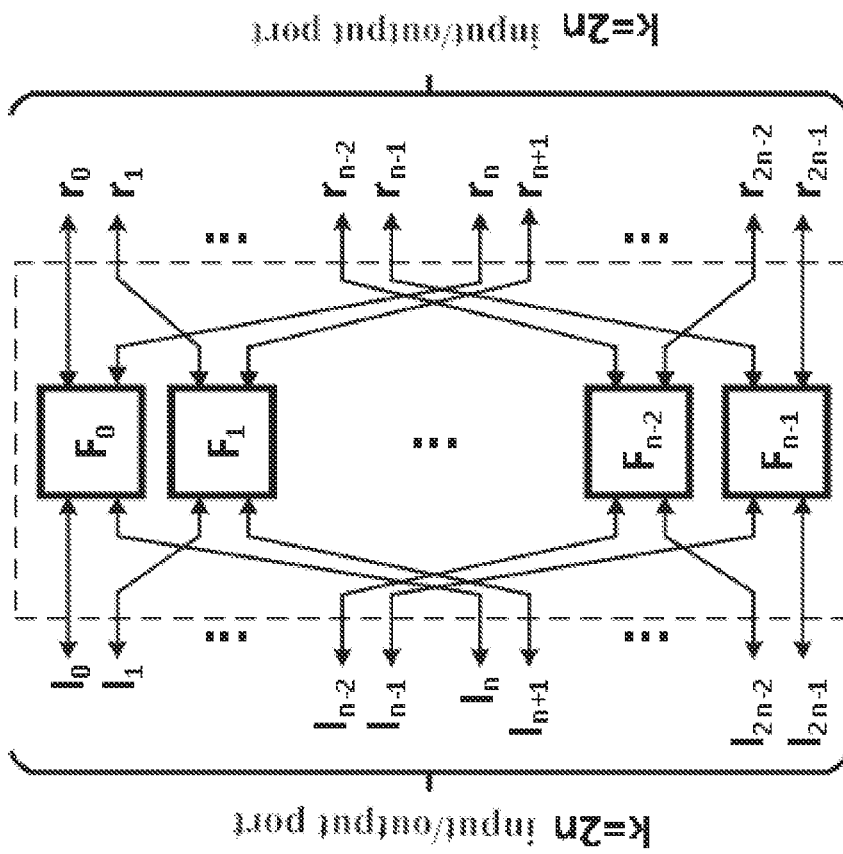 k=2n input/output port
l0
l1
...
ln-2
ln-1
ln
ln+1
...
l2n-2
l2n-1
F0
F1
...
Fn-2
Fn-1
r0
r1
...
rn-2
rn-1
rn
rn+1
...
r2n-2
r2n-1
k=2n input/output port